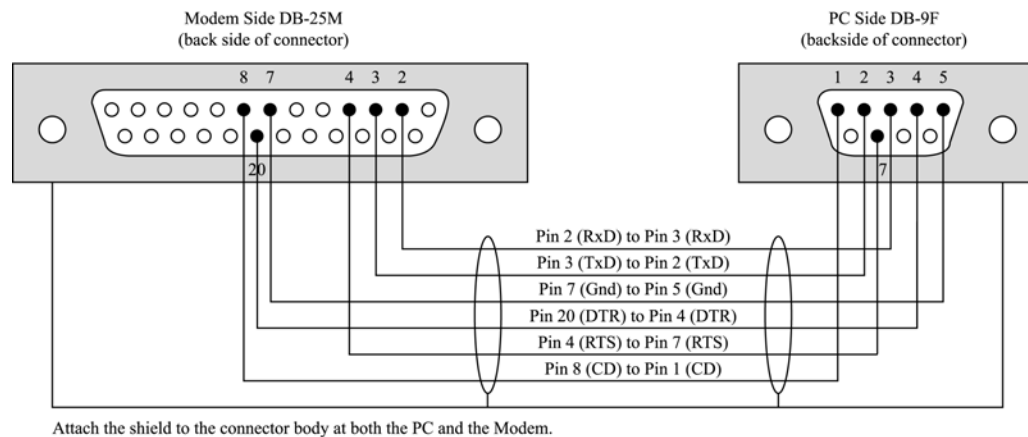 Modem Side DB-25M
(back side of connector)
PC Side DB-9F
(backside of connector)
8 7 4 3 2
1 2 3 4 5
20
7
Pin 2 (RxD) to Pin 3 (RxD)
Pin 3 (TxD) to Pin 2 (TxD)
Pin 7 (Gnd) to Pin 5 (Gnd)
Pin 20 (DTR) to Pin 4 (DTR)
Pin 4 (RTS) to Pin 7 (RTS)
Pin 8 (CD) to Pin 1 (CD)
Attach the shield to the connector body at both the PC and the Modem.